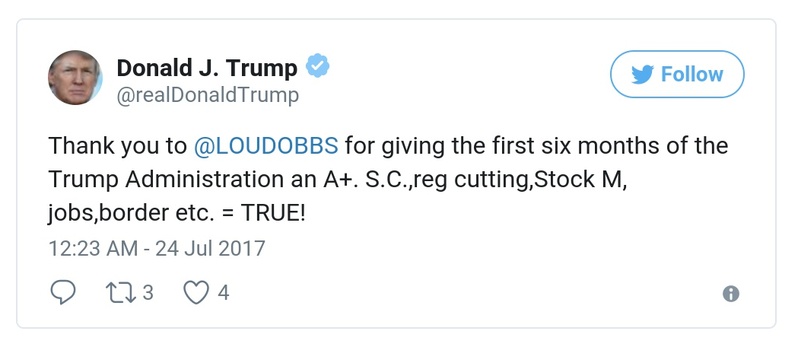 Donald J. Trump
@realDonaldTrump
Follow
Thank you to @LOUDOBBS for giving the first six months of the
Trump Administration an A+. S.C.,reg cutting,Stock M,
jobs,border etc. = TRUE!
12:23 AM - 24 Jul 2017
3 4